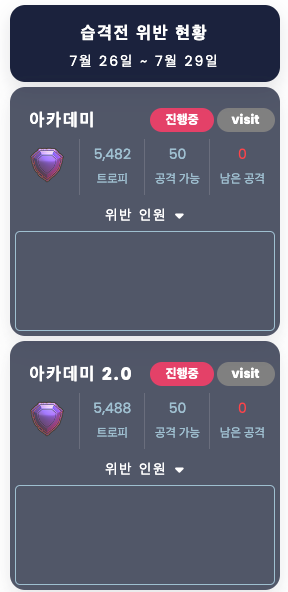 습격전 위반 현황
7월 26일 ~ 7월 29일
아카데미 진행중 visit
5,482 50 0
트로피 공격 가능 남은 공격
위반 인원
아카데미 2.0 진행중 visit
5,488 50 0
트로피 공격 가능 남은 공격
위반 인원